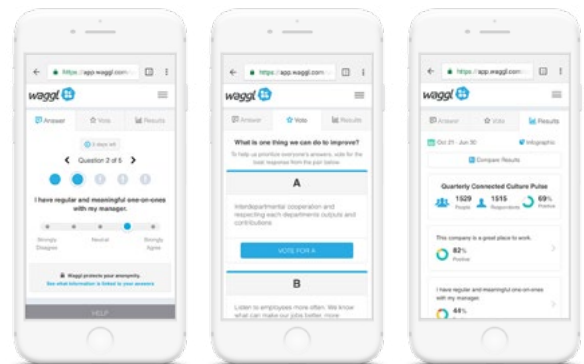 https://app.waggl.com
waggl
Answer
Vote
Results
3 days left
Question 2 of 5
I have regular and meaningful one-on-ones
with my manager.
Strongly
Disagree
Neutral
Strongly
Agree
Waggl protects your anonymity.
See what information is linked to your answers
HELP
https://app.waggl.com
waggl
Answer
Vote
Results
What is one thing we can do to improve?
To help us prioritize everyone's answers, vote for the
best response from the pair below.
A
Interdepartmental cooperation and
respecting each departments outputs and
contributions
VOTE FOR A
B
Listen to employees more often. We know
what can make our jobs better, more
https://app.waggl.com
waggl
Answer
Vote
Results
Oct 21 - Jun 30
Infographic
Compare Results
Quarterly Connected Culture Pulse
1529
People
1515
Respondents
69%
Positive
This company is a great place to work.
82%
Positive
I have regular and meaningful one-on-ones
with my manager.
44%